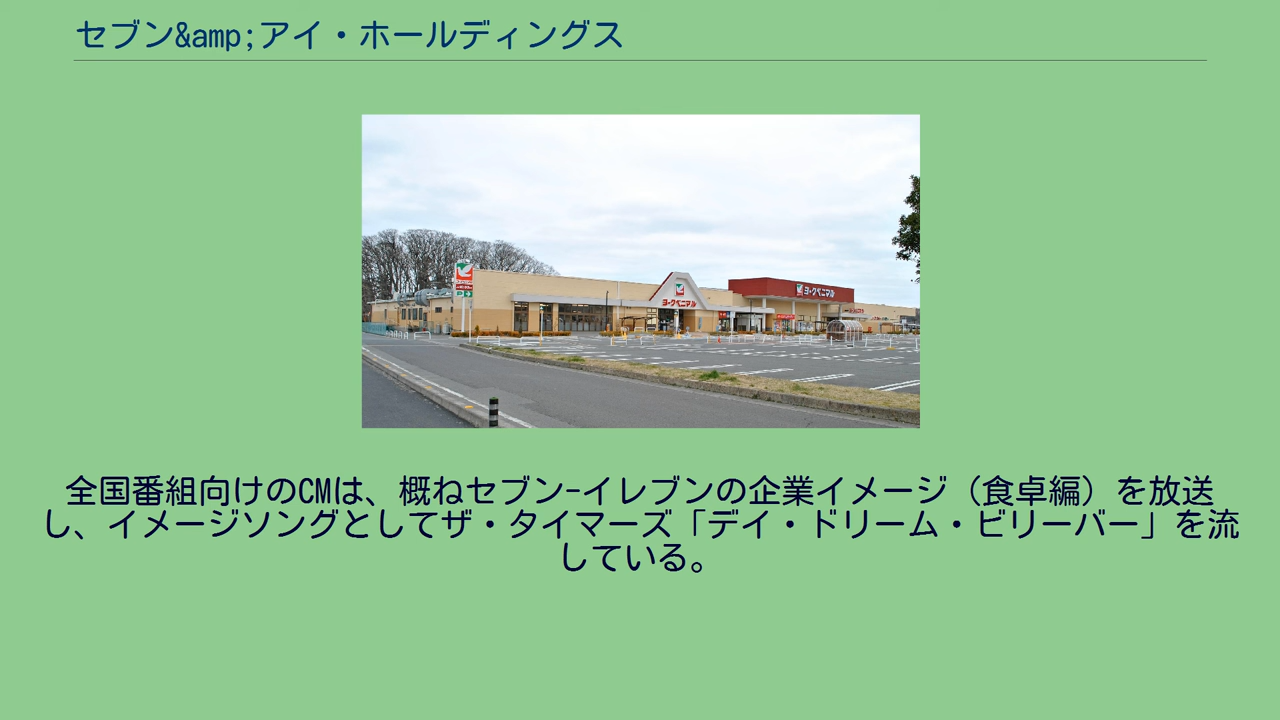 セブン&amp;アイ・ホールディングス
ヨークベニマル
ヨークベニマル
全国番組向けのCMは、概ねセブン-イレブンの企業イメージ（食卓編）を放送
し、イメージソングとしてザ・タイマーズ「デイ・ドリーム・ビリーバー」を流
している。